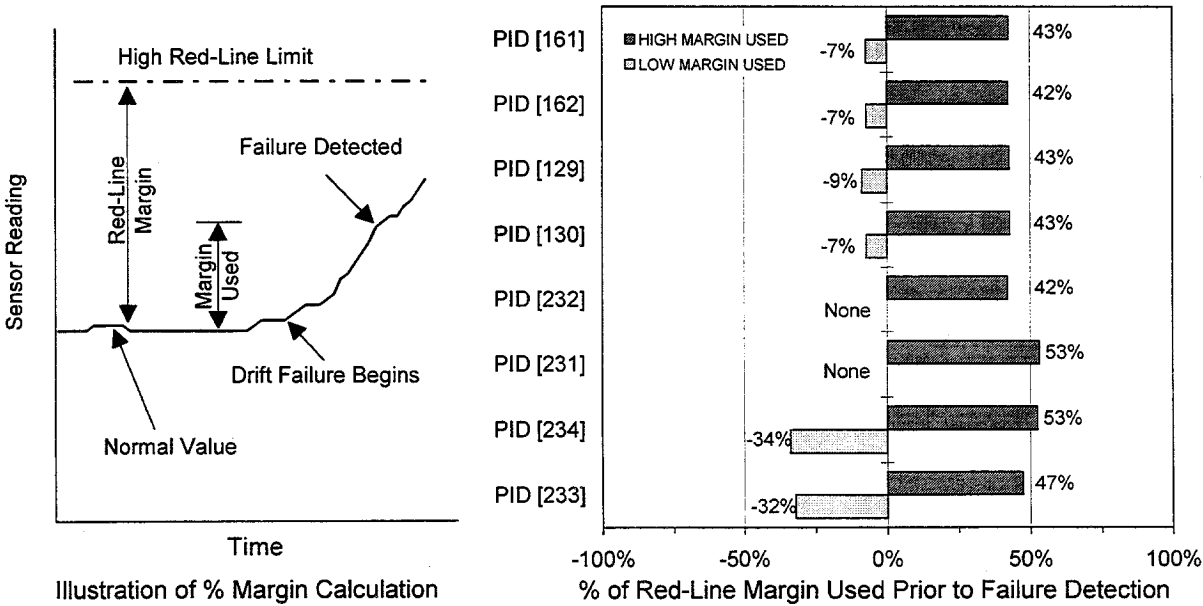 High Red-Line Limit
Red-Line
Margin
Failure Detected
Margin
Used
Drift Failure Begins
Normal Value
Sensor Reading
Time
Illustration of % Margin Calculation
HIGH MARGIN USED
LOW MARGIN USED
PID [161]
-7%
43%
PID [162]
-7%
42%
PID [129]
-9%
43%
PID [130]
-7%
43%
PID [232]
None
42%
PID [231]
None
53%
PID [234]
-34%
53%
PID [233]
-32%
47%
-100%
-50%
0%
50%
100%
% of Red-Line Margin Used Prior to Failure Detection